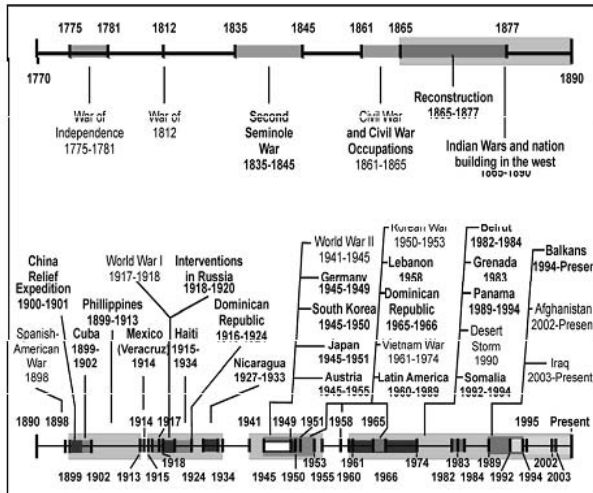 1775 1781 1812 1835 1845 1861 1865 1877
1770 1890
War of
Independence
1775-1781
War of
1812
Second
Seminole
War
1835-1845
Civil War
and Civil War
Occupations
1861-1865
Reconstruction
1865-1877
Indian Wars and nation
building in the west
1865-1890
China
Relief
Expedition
1900-1901
Spanish-
American
War
1898
Cuba
1899-
1902
Phillippines
1899-1913
World War I
1917-1918
Mexico
(Veracruz)
1914
Haiti
1915-
1934
Interventions
in Russia
1918-1920
Dominican
Republic
1916-1924
Nicaragua
1927-1933
World War II
1941-1945
Germany
1945-1949
South Korea
1945-1950
Japan
1945-1951
Austria
1945-1955
Korean War
1950-1953
Lebanon
1958
Dominican
Republic
1965-1966
Vietnam War
1961-1974
Latin America
1960-1989
Beirut
1982-1984
Grenada
1983
Panama
1989-1994
Desert
Storm
1990
Somalia
1992-1994
Balkans
1994-Present
Afghanistan
2002-Present
Iraq
2003-Present
1890 1898 1914 1917 1941 1949 1951 1958 1965 1995 Present
1899 1902 1913 1915 1918 1924 1934 1945 1950 1953 1955 1960 1961 1966 1974 1982 1983 1984 1989 1992 1994 2002 2003